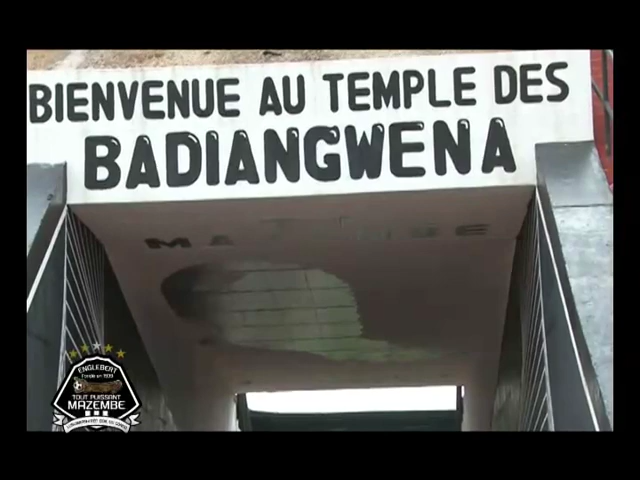 BIENVENUE AU TEMPLE DES
BADIANGWENA
ENGLEBERT
TOUT PUISSANT
MAZEMBE